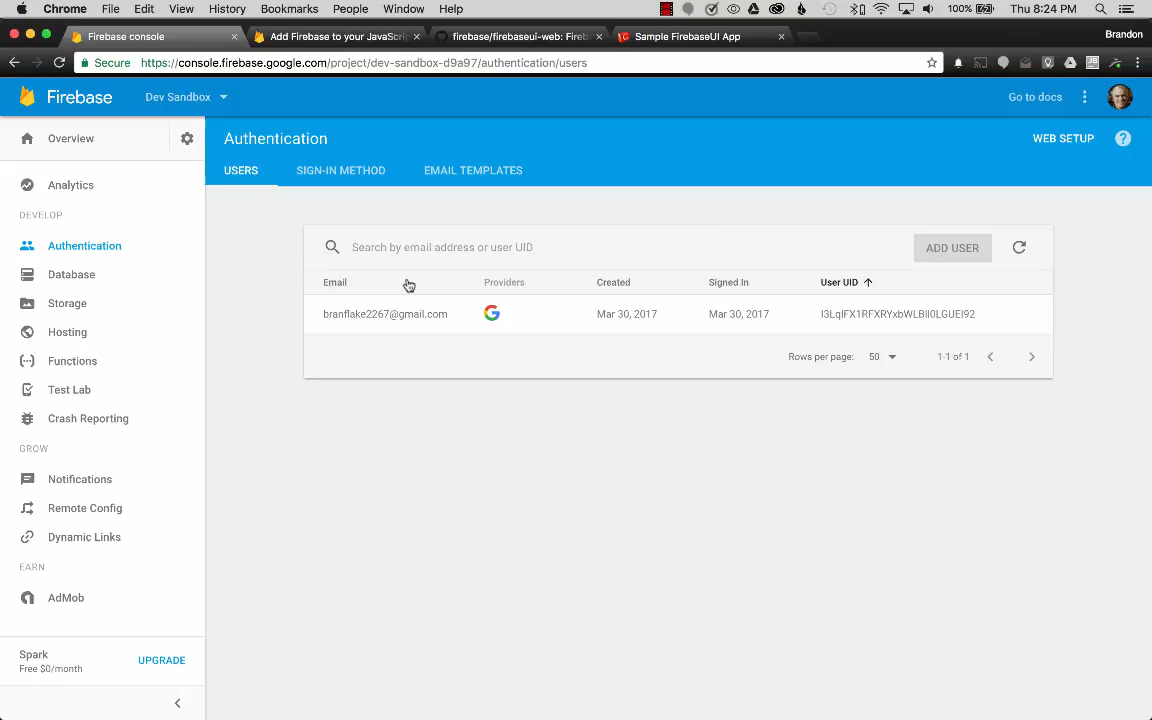 Chrome File Edit View History Bookmarks People Window Help 100% Thu 8:24 PM
Firebase console Add Firebase to your JavaScrip firebase/firebaseui-web: Fireb Sample FirebaseUI App Brandon
Secure https://console.firebase.google.com/project/dev-sandbox-d9a97/authentication/users
Firebase Dev Sandbox Go to docs
Overview
Authentication WEB SETUP ?
USERS SIGN-IN METHOD EMAIL TEMPLATES
Analytics
DEVELOP
Authentication
Database
Storage
Hosting
Functions
Test Lab
Crash Reporting
GROW
Notifications
Remote Config
Dynamic Links
EARN
AdMob
Spark
Free $0/month
UPGRADE
Search by email address or user UID ADD USER
Email Providers Created Signed In User UID
branflake2267@gmail.com Mar 30, 2017 Mar 30, 2017
Rows per page: 50 1-1 of 1